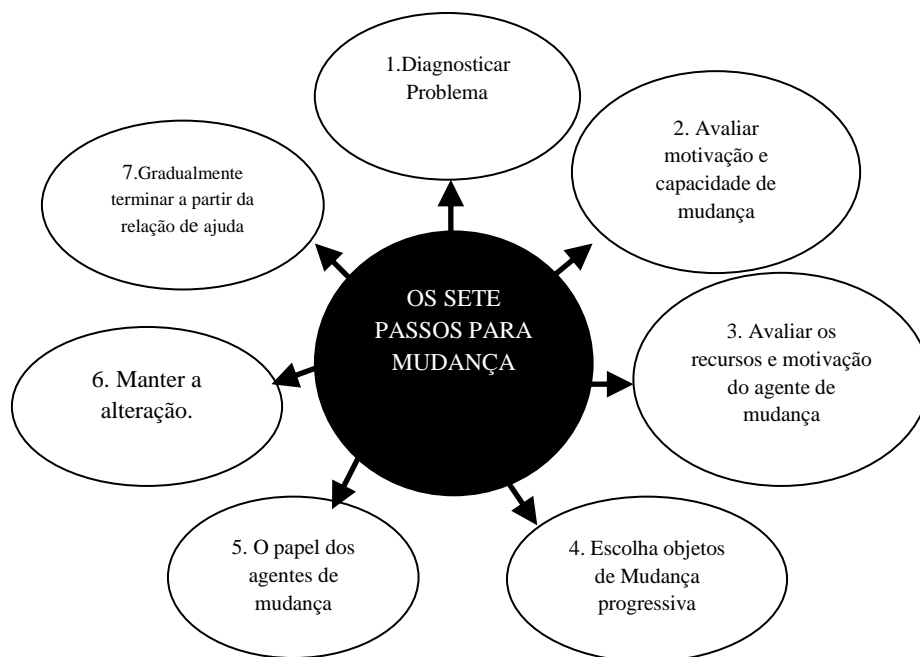 1.Diagnosticar
Problema
2. Avaliar
motivação e
capacidade de
mudança
3. Avaliar os
recursos e motivação
do agente de
mudança
4. Escolha objetos
de Mudança
progressiva
5. O papel dos
agentes de
mudança
6. Manter a
alteração.
7.Gradualmente
terminar a partir da
relação de ajuda
OS SETE
PASSOS PARA
MUDANÇA